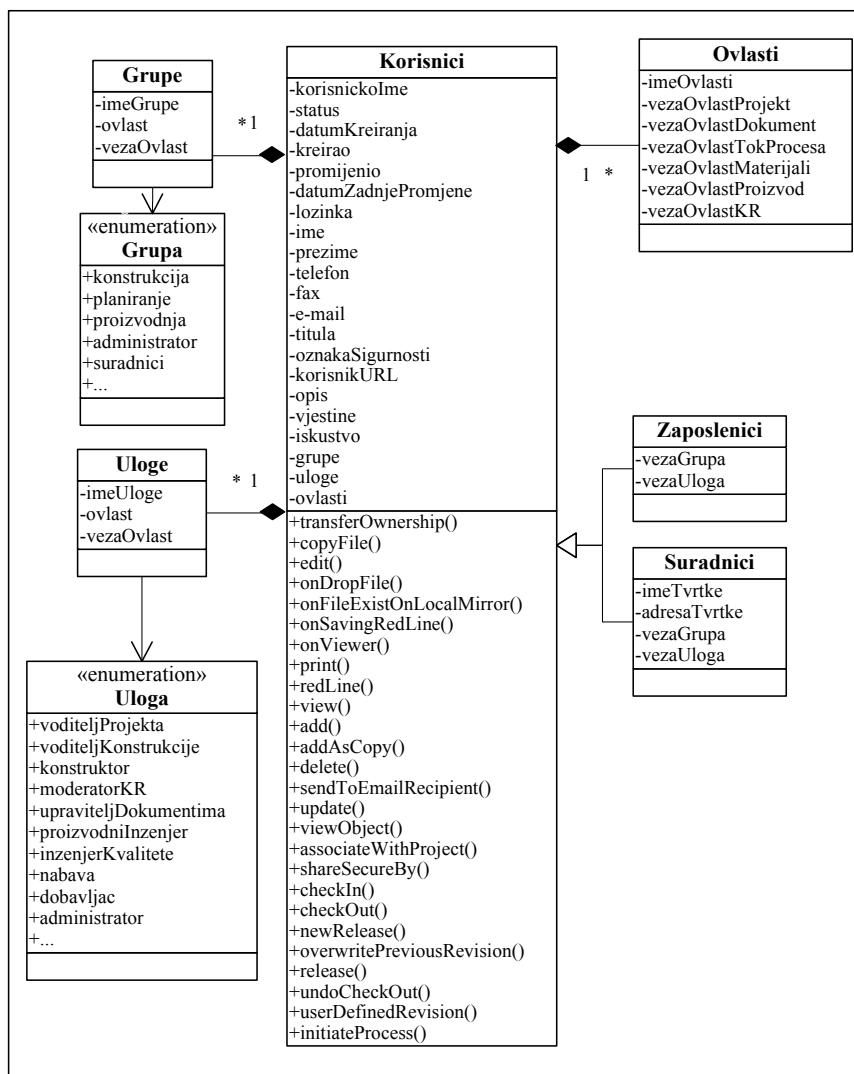 Grupe
-imeGrupe
-ovlast
-vezaOvlast
* 1
«enumeration»
Grupa
+konstrukcija
+planiranje
+proizvodnja
+administrator
+suradnici
+...
Uloge
-imeUloge
-ovlast
-vezaOvlast
* 1
«enumeration»
Uloga
+voditeljProjekta
+voditeljKonstrukcije
+konstruktor
+moderatorKR
+upraviteljDokumentima
+proizvodniInzenjer
+inzenjerKvalitete
+nabava
+dobavljac
+administrator
+...
Korisnici
-korisnickoIme
-status
-datumKreiranja
-kreirao
-promijenio
-datumZadnjePromjene
-lozinka
-ime
-prezime
-telefon
-fax
-e-mail
-titula
-oznakaSigurnosti
-korisnikURL
-opis
-vjestine
-iskustvo
-grupe
-uloge
-ovlasti
+transferOwnership()
+copyFile()
+edit()
+onDropFile()
+onFileExistOnLocalMirror()
+onSavingRedLine()
+onViewer()
+print()
+redLine()
+view()
+add()
+addAsCopy()
+delete()
+sendToEmailRecipient()
+update()
+viewObject()
+associateWithProject()
+shareSecureBy()
+checkIn()
+checkOut()
+newRelease()
+overwritePreviousRevision()
+release()
+undoCheckOut()
+userDefinedRevision()
+initiateProcess()
1 *
Ovlasti
-imeOvlasti
-vezaOvlastProjekt
-vezaOvlastDokument
-vezaOvlastTokProcesa
-vezaOvlastMaterijali
-vezaOvlastProizvod
-vezaOvlastKR
Zaposlenici
-vezaGrupa
-vezaUloga
Suradnici
-imeTvrtke
-adresaTvrtke
-vezaGrupa
-vezaUloga